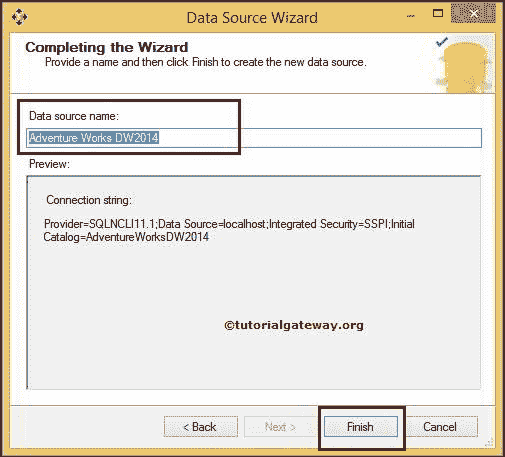 Data Source Wizard
Completing the Wizard
Provide a name and then click Finish to create the new data source.
Data source name:
Adventure Works DW2014
Preview:
Connection string:
Provider=SQLNCLI11.1;Data Source=localhost;Integrated Security=SSPI;Initial
Catalog=AdventureWorksDW2014
©tutorialgateway.org
< Back Next > Finish Cancel